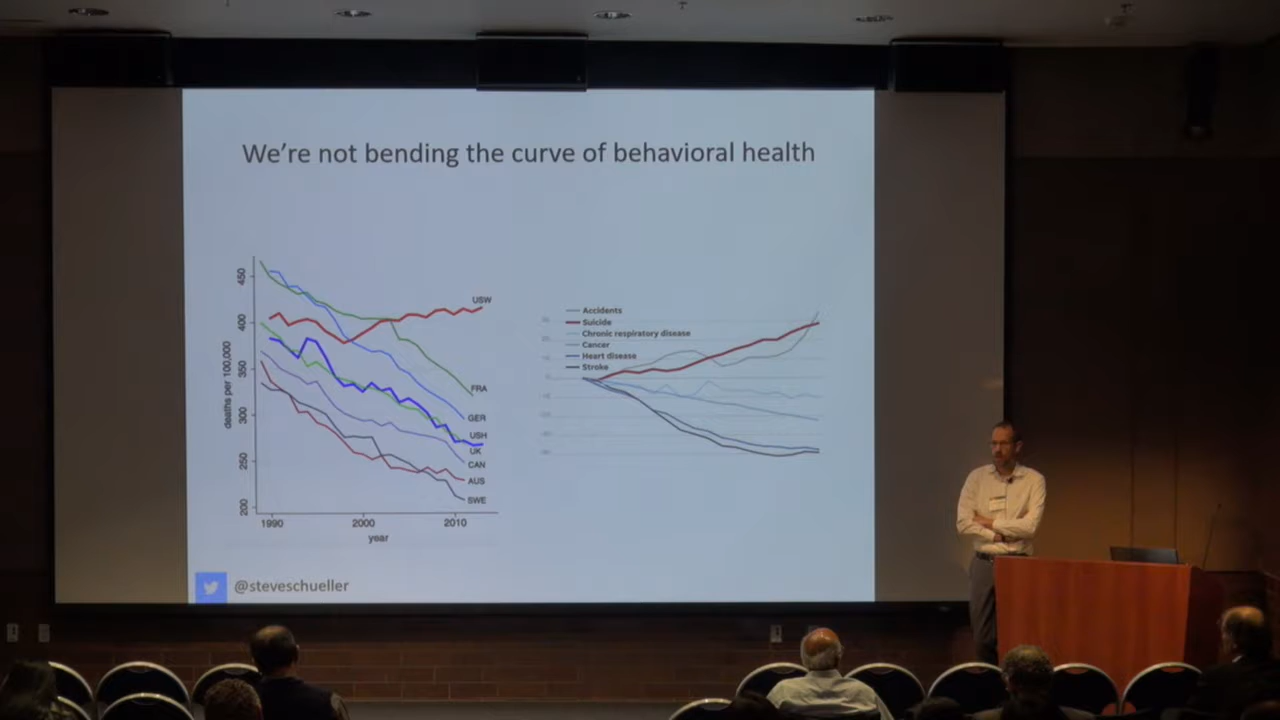 We're not bending the curve of behavioral health
450
400
350
300
250
200
deaths per 100,000
1990
2000
2010
year
USW
FRA
GER
USH
UK
CAN
AUS
SWE
Accidents
Suicide
Chronic respiratory disease
Cancer
Heart disease
Stroke
@steveschueller